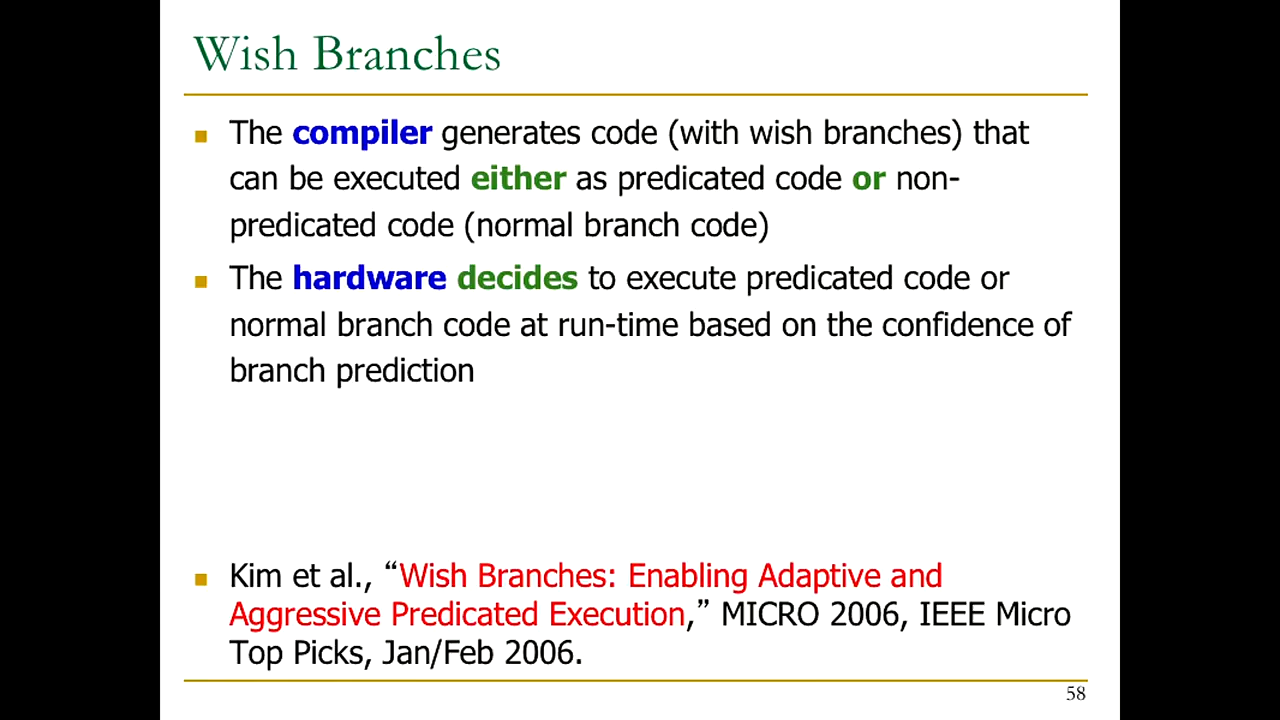 Wish Branches
The compiler generates code (with wish branches) that
can be executed either as predicated code or non-
predicated code (normal branch code)
The hardware decides to execute predicated code or
normal branch code at run-time based on the confidence of
branch prediction
Kim et al., “Wish Branches: Enabling Adaptive and
Aggressive Predicated Execution,” MICRO 2006, IEEE Micro
Top Picks, Jan/Feb 2006.
58